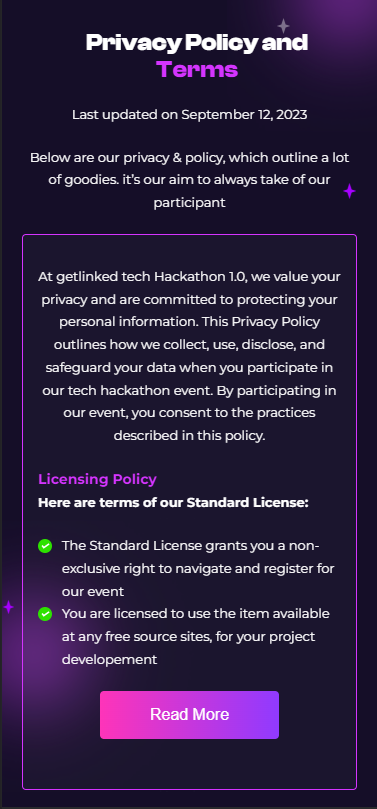 Privacy Policy and
Terms
Last updated on September 12, 2023
Below are our privacy & policy, which outline a lot
of goodies. it's our aim to always take of our
participant
At getlinked tech Hackathon 1.0, we value your
privacy and are committed to protecting your
personal information. This Privacy Policy
outlines how we collect, use, disclose, and
safeguard your data when you participate in
our tech hackathon event. By participating in
our event, you consent to the practices
described in this policy.
Licensing Policy
Here are terms of our Standard License:
The Standard License grants you a non-
exclusive right to navigate and register for
our event
You are licensed to use the item available
at any free source sites, for your project
developement
Read More